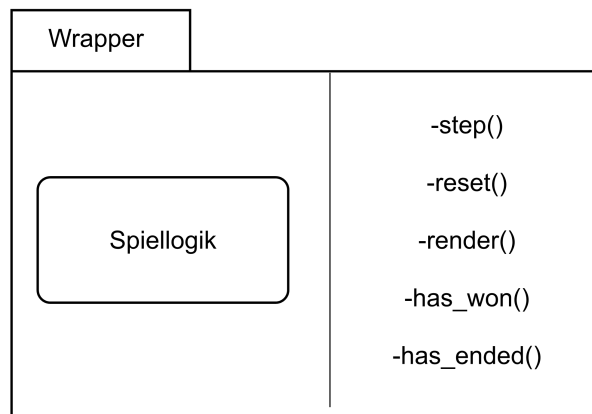 Wrapper
Spiellogik
-step()
-reset()
-render()
-has_won()
-has_ended()